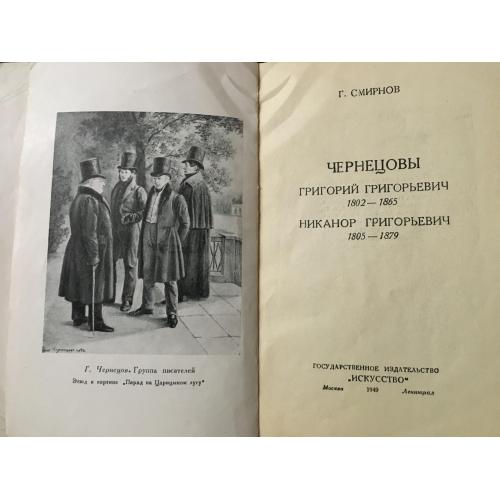 Г. Чернецов. Группа писателей
Этюд к картине „Парад на Царицыном лугу“
Г. СМИРНОВ
ЧЕРНЕЦОВЫ
ГРИГОРИЙ ГРИГОРЬЕВИЧ
1802 — 1865
НИКАНОР ГРИГОРЬЕВИЧ
1805 — 1879
ГОСУДАРСТВЕННОЕ ИЗДАТЕЛЬСТВО
„ИСКУССТВО“
Москва 1949 Ленинград